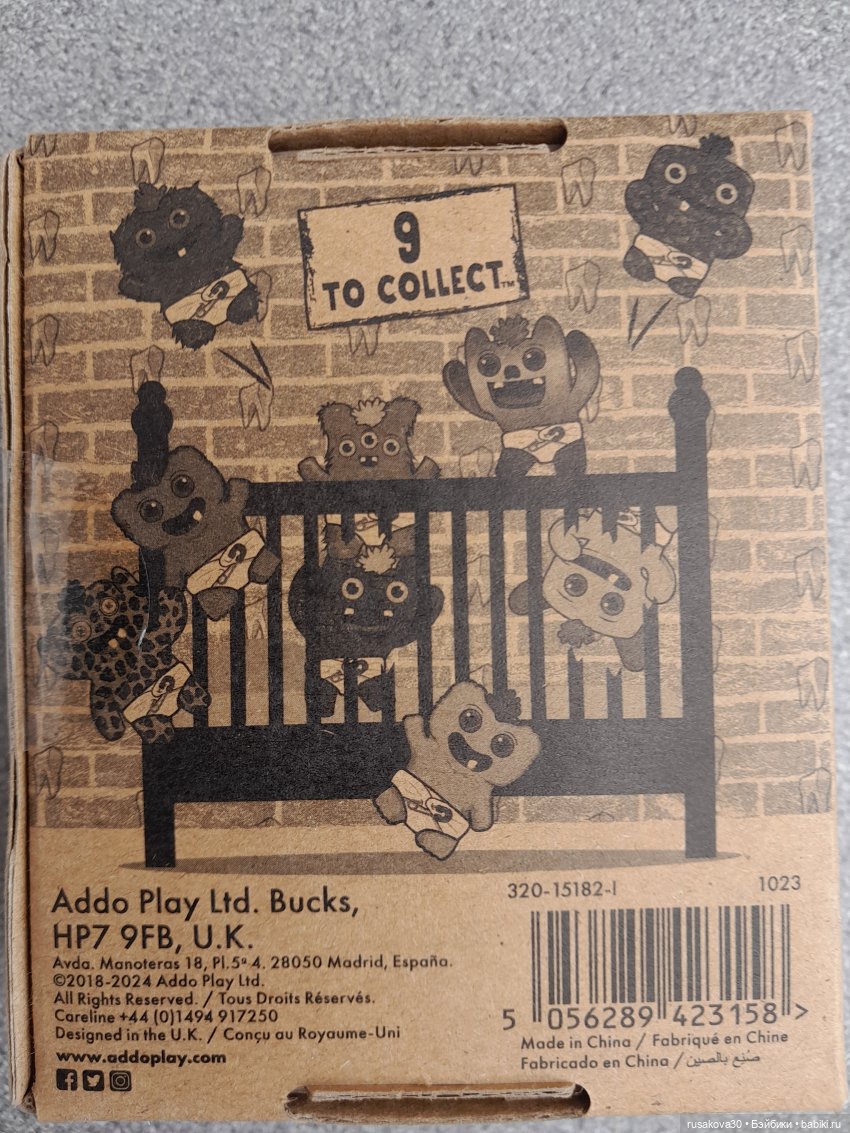 9
TO COLLECT™
Addo Play Ltd. Bucks,
HP7 9FB, U.K.
Avda. Manoteras 18, Pl.5ª 4. 28050 Madrid, España.
©2018-2024 Addo Play Ltd.
All Rights Reserved. / Tous Droits Réservés.
Careline +44 (0)1494 917250
Designed in the U.K. / Conçu au Royaume-Uni
www.addoplay.com
320-15182-I 1023
5 056289 423158 >
Made in China / Fabriqué en Chine
Fabricado en China / صنع بالصين
rusakova30 • Бэйбики • babiki.ru